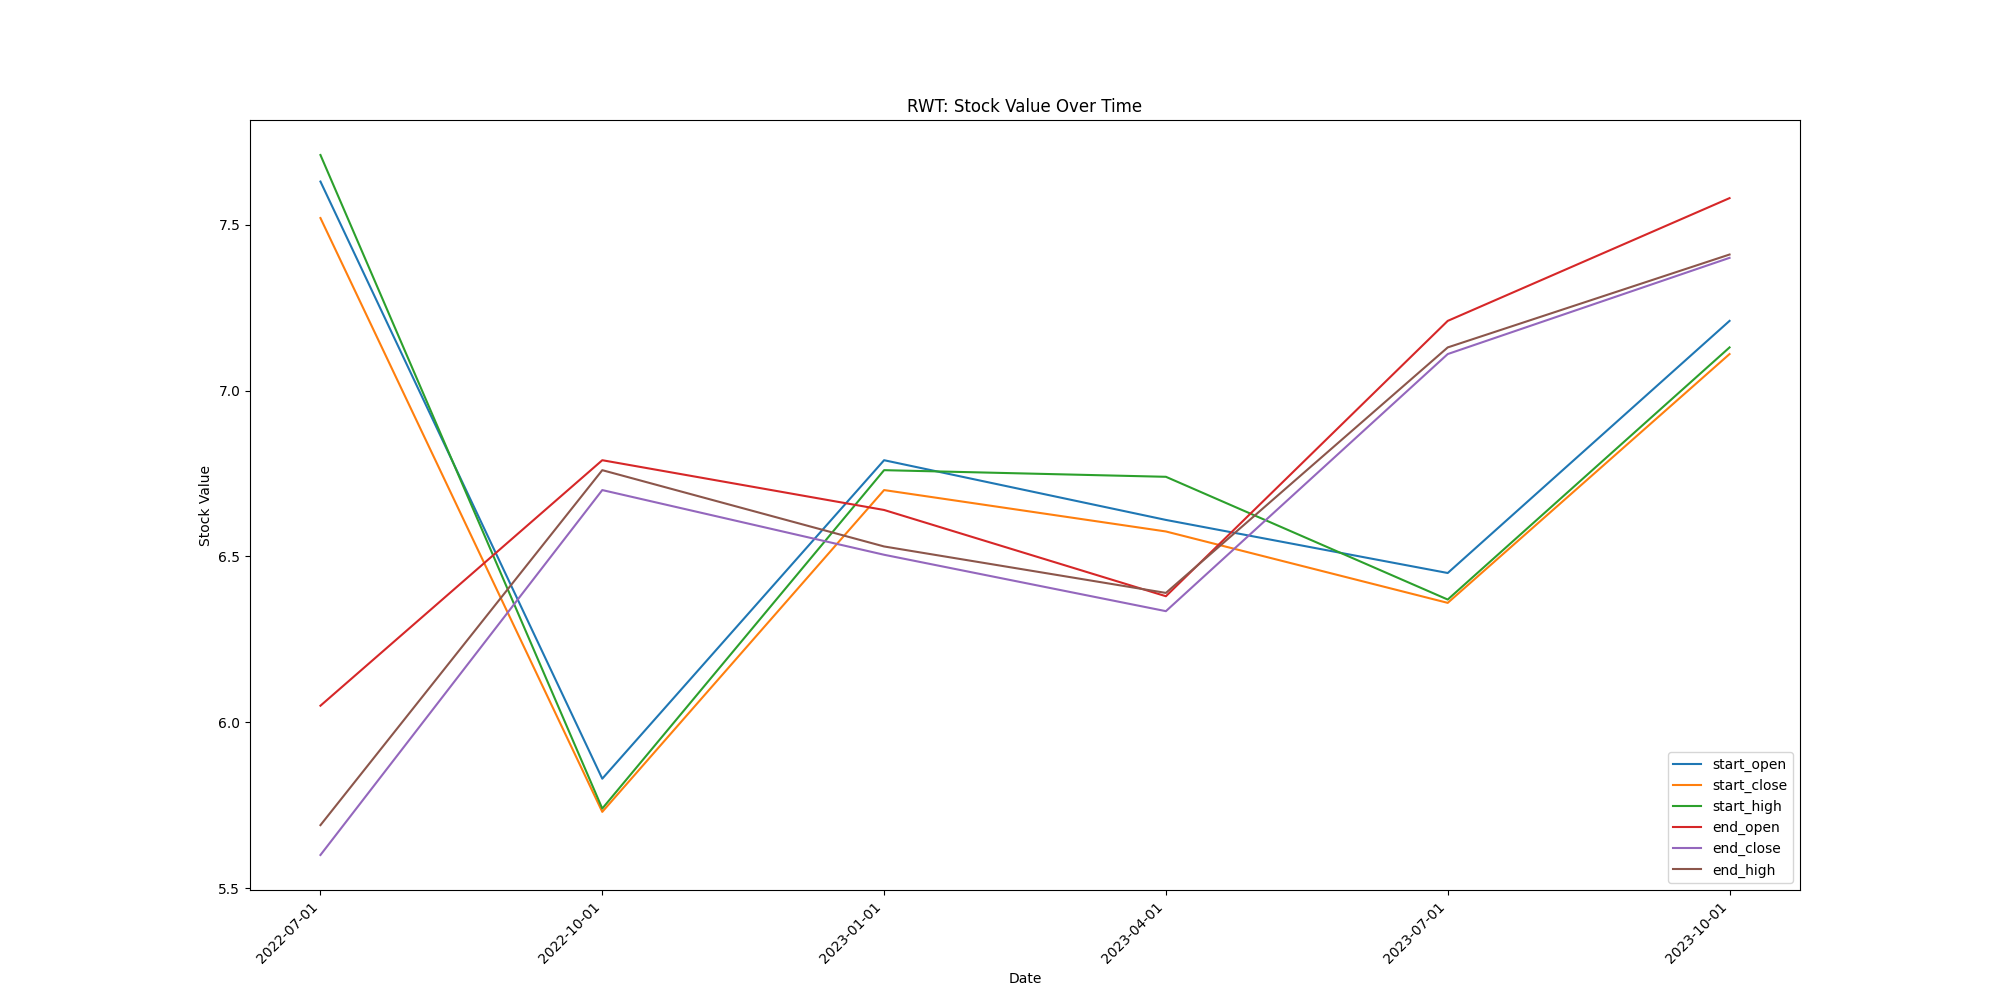 RWT: Stock Value Over Time
Stock Value
7.5
7.0
6.5
6.0
5.5
2022-07-01
2022-10-01
2023-01-01
2023-04-01
2023-07-01
2023-10-01
Date
start_open
start_close
start_high
end_open
end_close
end_high